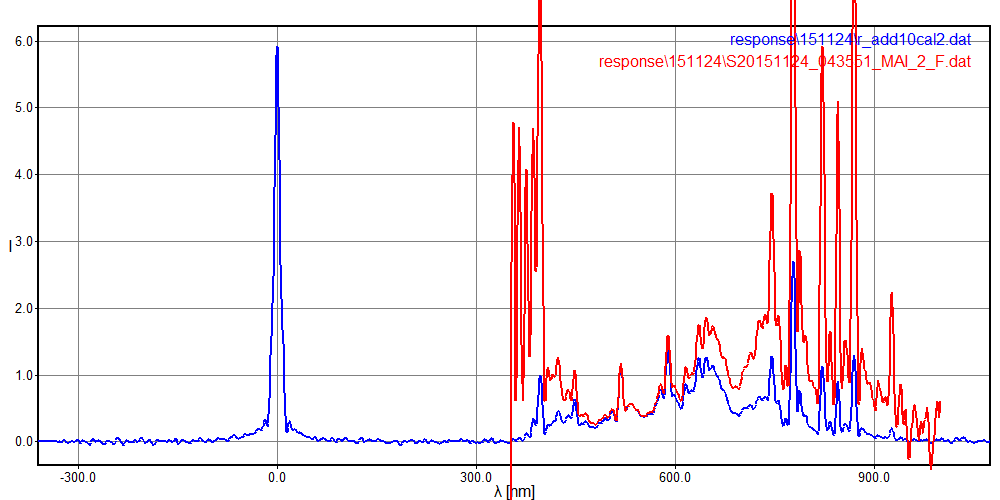 6.0
response\151124\r_add10cal2.dat
response\151124\S20151124_043551_MAI_2_F.dat
5.0
4.0
I 3.0
2.0
1.0
0.0
-300.0 0.0 300.0 600.0 900.0
λ [nm]